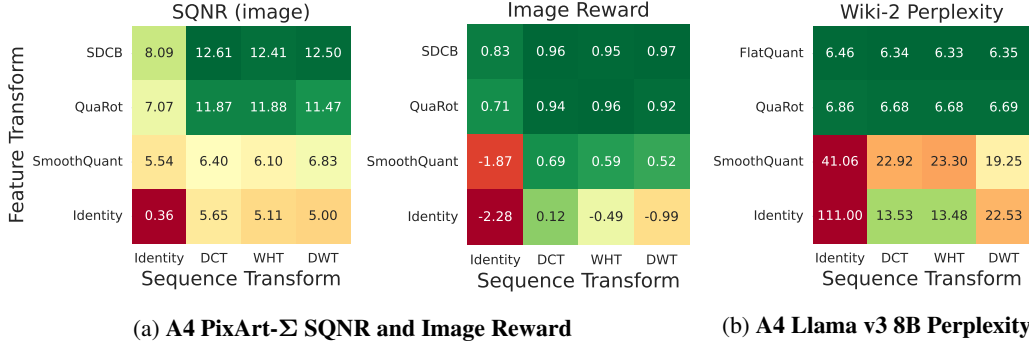 SQNR (image)
Feature Transform
SDCB 8.09 12.61 12.41 12.50
QuaRot 7.07 11.87 11.88 11.47
SmoothQuant 5.54 6.40 6.10 6.83
Identity 0.36 5.65 5.11 5.00
Identity DCT WHT DWT
Sequence Transform
Image Reward
SDCB 0.83 0.96 0.95 0.97
QuaRot 0.71 0.94 0.96 0.92
SmoothQuant -1.87 0.69 0.59 0.52
Identity -2.28 0.12 -0.49 -0.99
Identity DCT WHT DWT
Sequence Transform
(a) A4 PixArt-Σ SQNR and Image Reward
Wiki-2 Perplexity
FlatQuant 6.46 6.34 6.33 6.35
QuaRot 6.86 6.68 6.68 6.69
SmoothQuant 41.06 22.92 23.30 19.25
Identity 111.00 13.53 13.48 22.53
Identity DCT WHT DWT
Sequence Transform
(b) A4 Llama v3 8B Perplexity